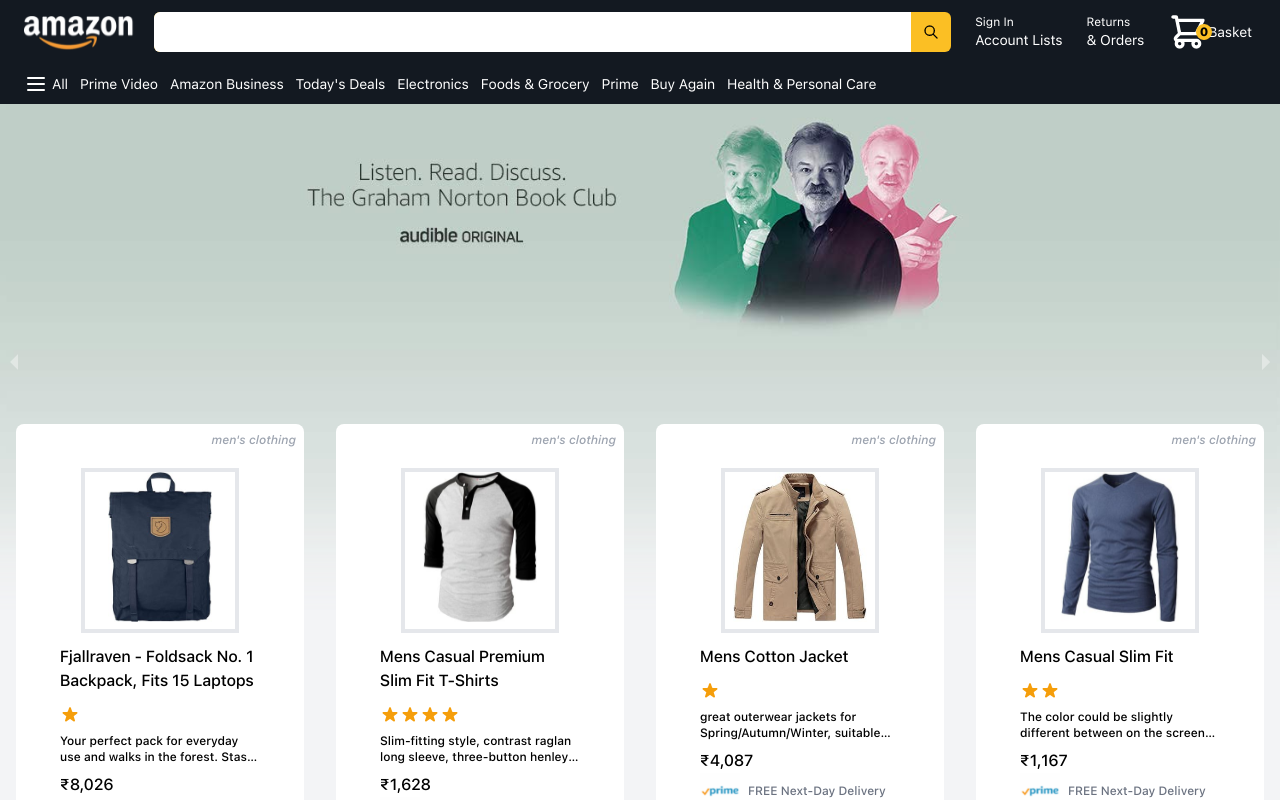 amazon
Sign In
Account Lists
Returns
& Orders
0
Basket
All
Prime Video
Amazon Business
Today's Deals
Electronics
Foods & Grocery
Prime
Buy Again
Health & Personal Care
Listen. Read. Discuss.
The Graham Norton Book Club
audible ORIGINAL
men's clothing
Fjallraven - Foldsack No. 1
Backpack, Fits 15 Laptops
Your perfect pack for everyday
use and walks in the forest. Stas...
₹8,026
men's clothing
Mens Casual Premium
Slim Fit T-Shirts
Slim-fitting style, contrast raglan
long sleeve, three-button henley...
₹1,628
men's clothing
Mens Cotton Jacket
great outerwear jackets for
Spring/Autumn/Winter, suitable...
₹4,087
prime
FREE Next-Day Delivery
men's clothing
Mens Casual Slim Fit
The color could be slightly
different between on the screen...
₹1,167
prime
FREE Next-Day Delivery